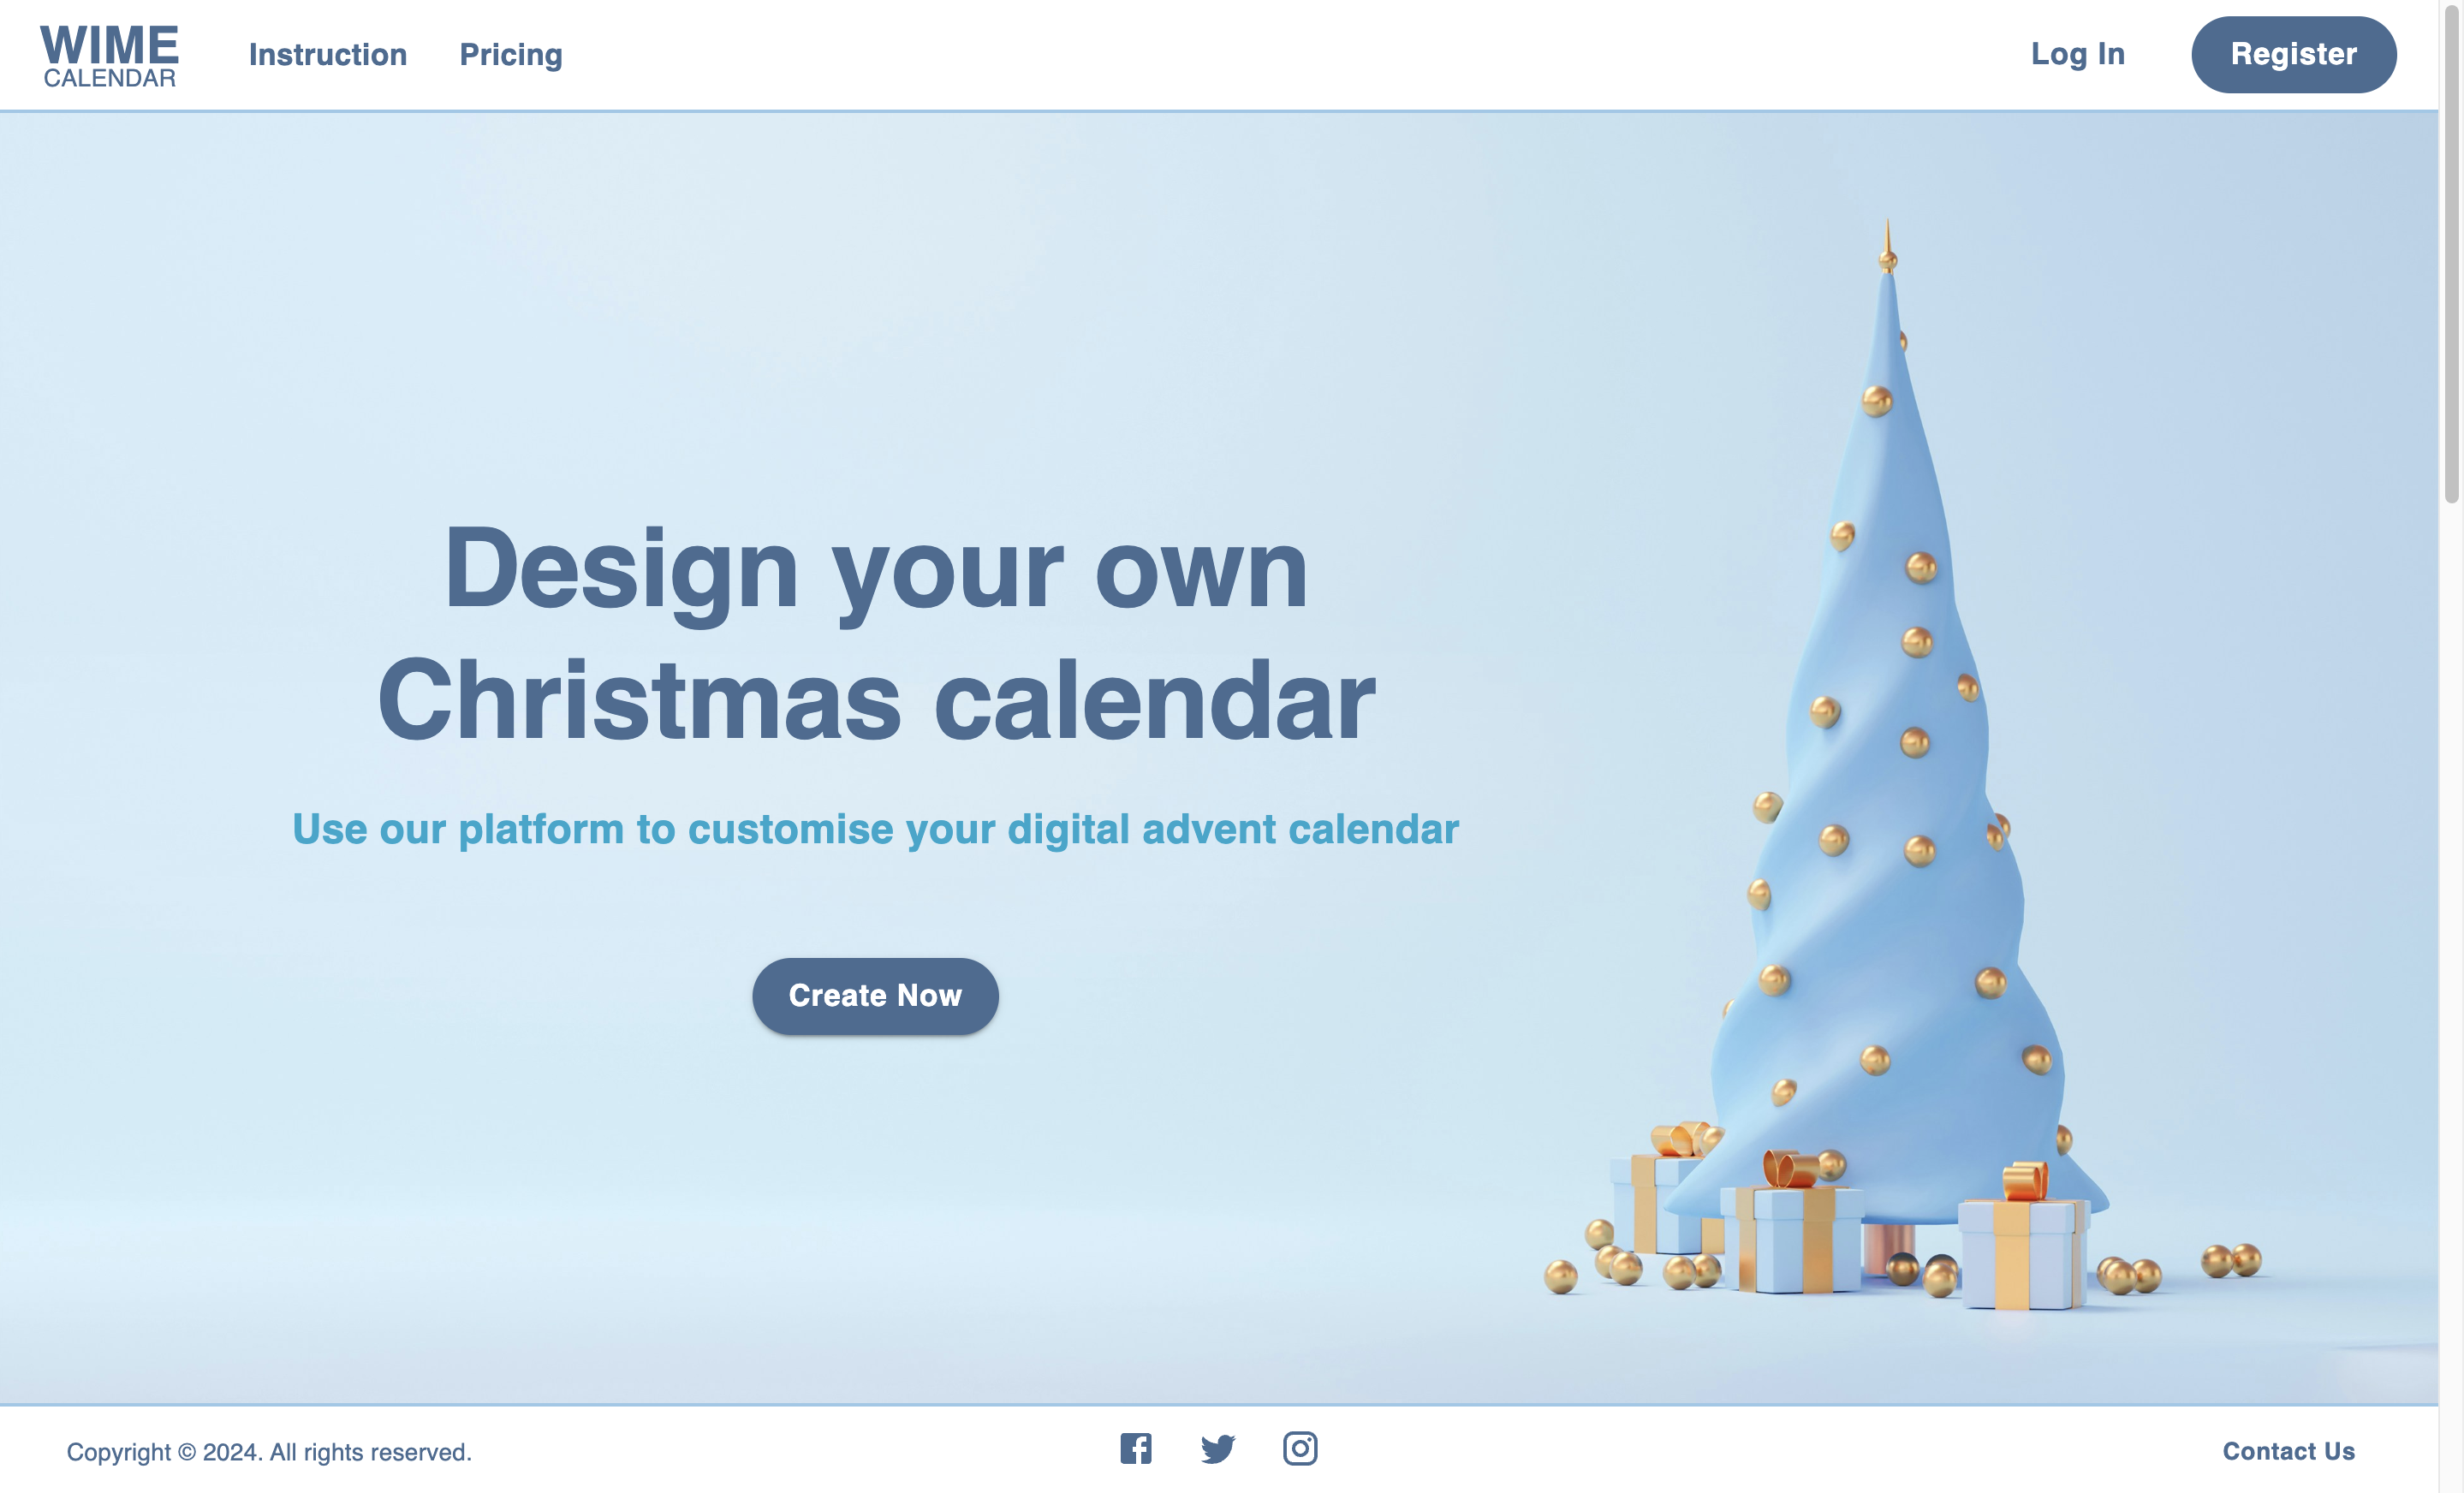 WIME
CALENDAR
Instruction
Pricing
Log In
Register
Design your own
Christmas calendar
Use our platform to customise your digital advent calendar
Create Now
Copyright © 2024. All rights reserved.
Contact Us